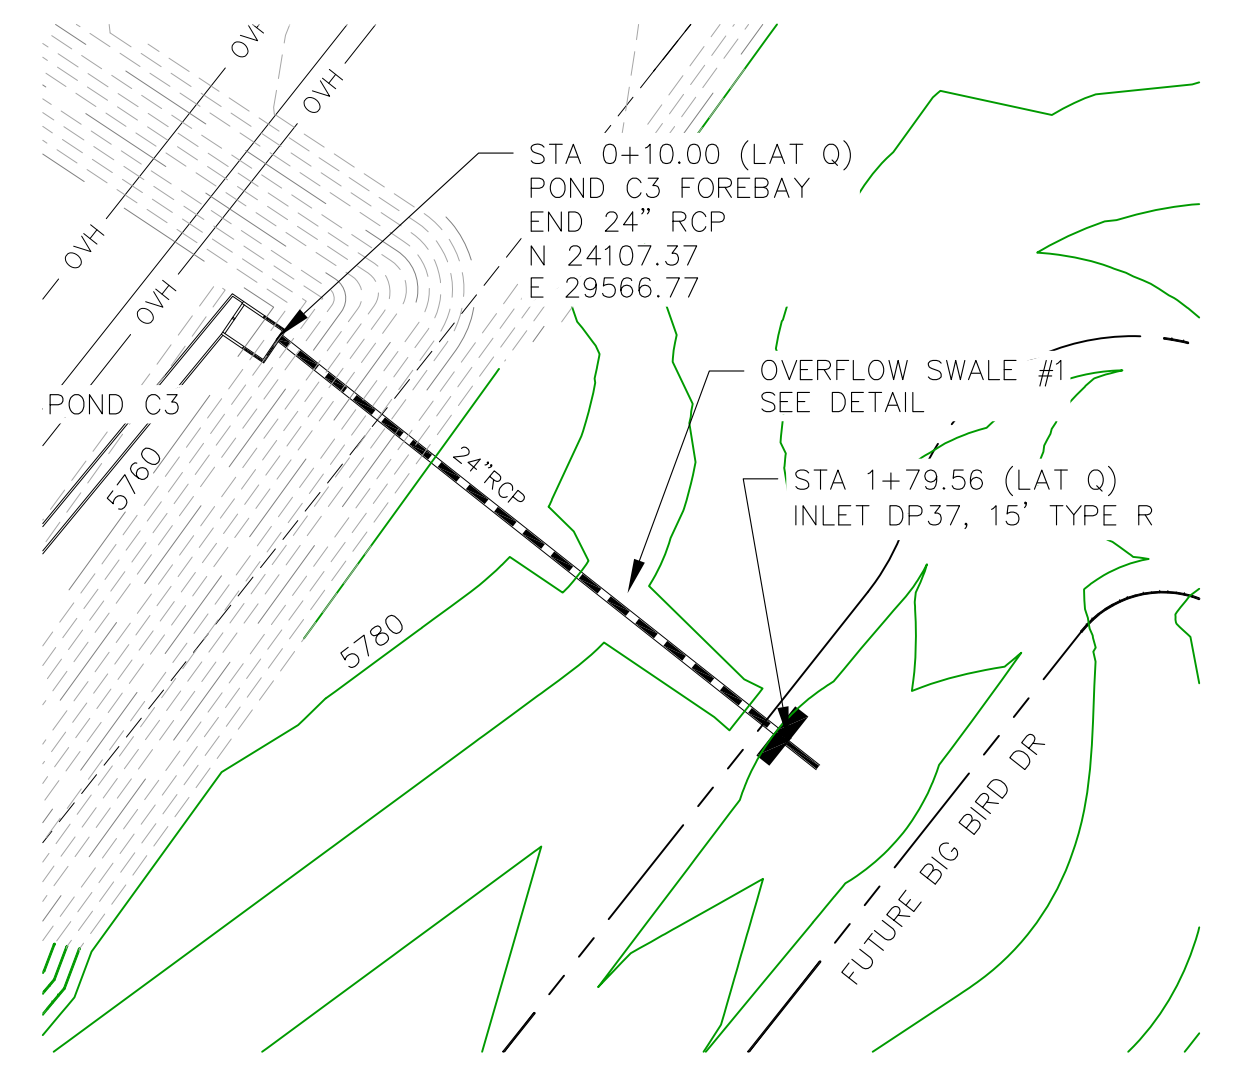 OVH
OVH
STA 0+10.00 (LAT Q)
POND C3 FOREBAY
END 24" RCP
N 24107.37
E 29566.77
OVH
OVH
OVERFLOW SWALE #1
SEE DETAIL
POND C3
5760
24"RCP
STA 1+79.56 (LAT Q)
INLET DP37, 15' TYPE R
5780
FUTURE BIG BIRD DR